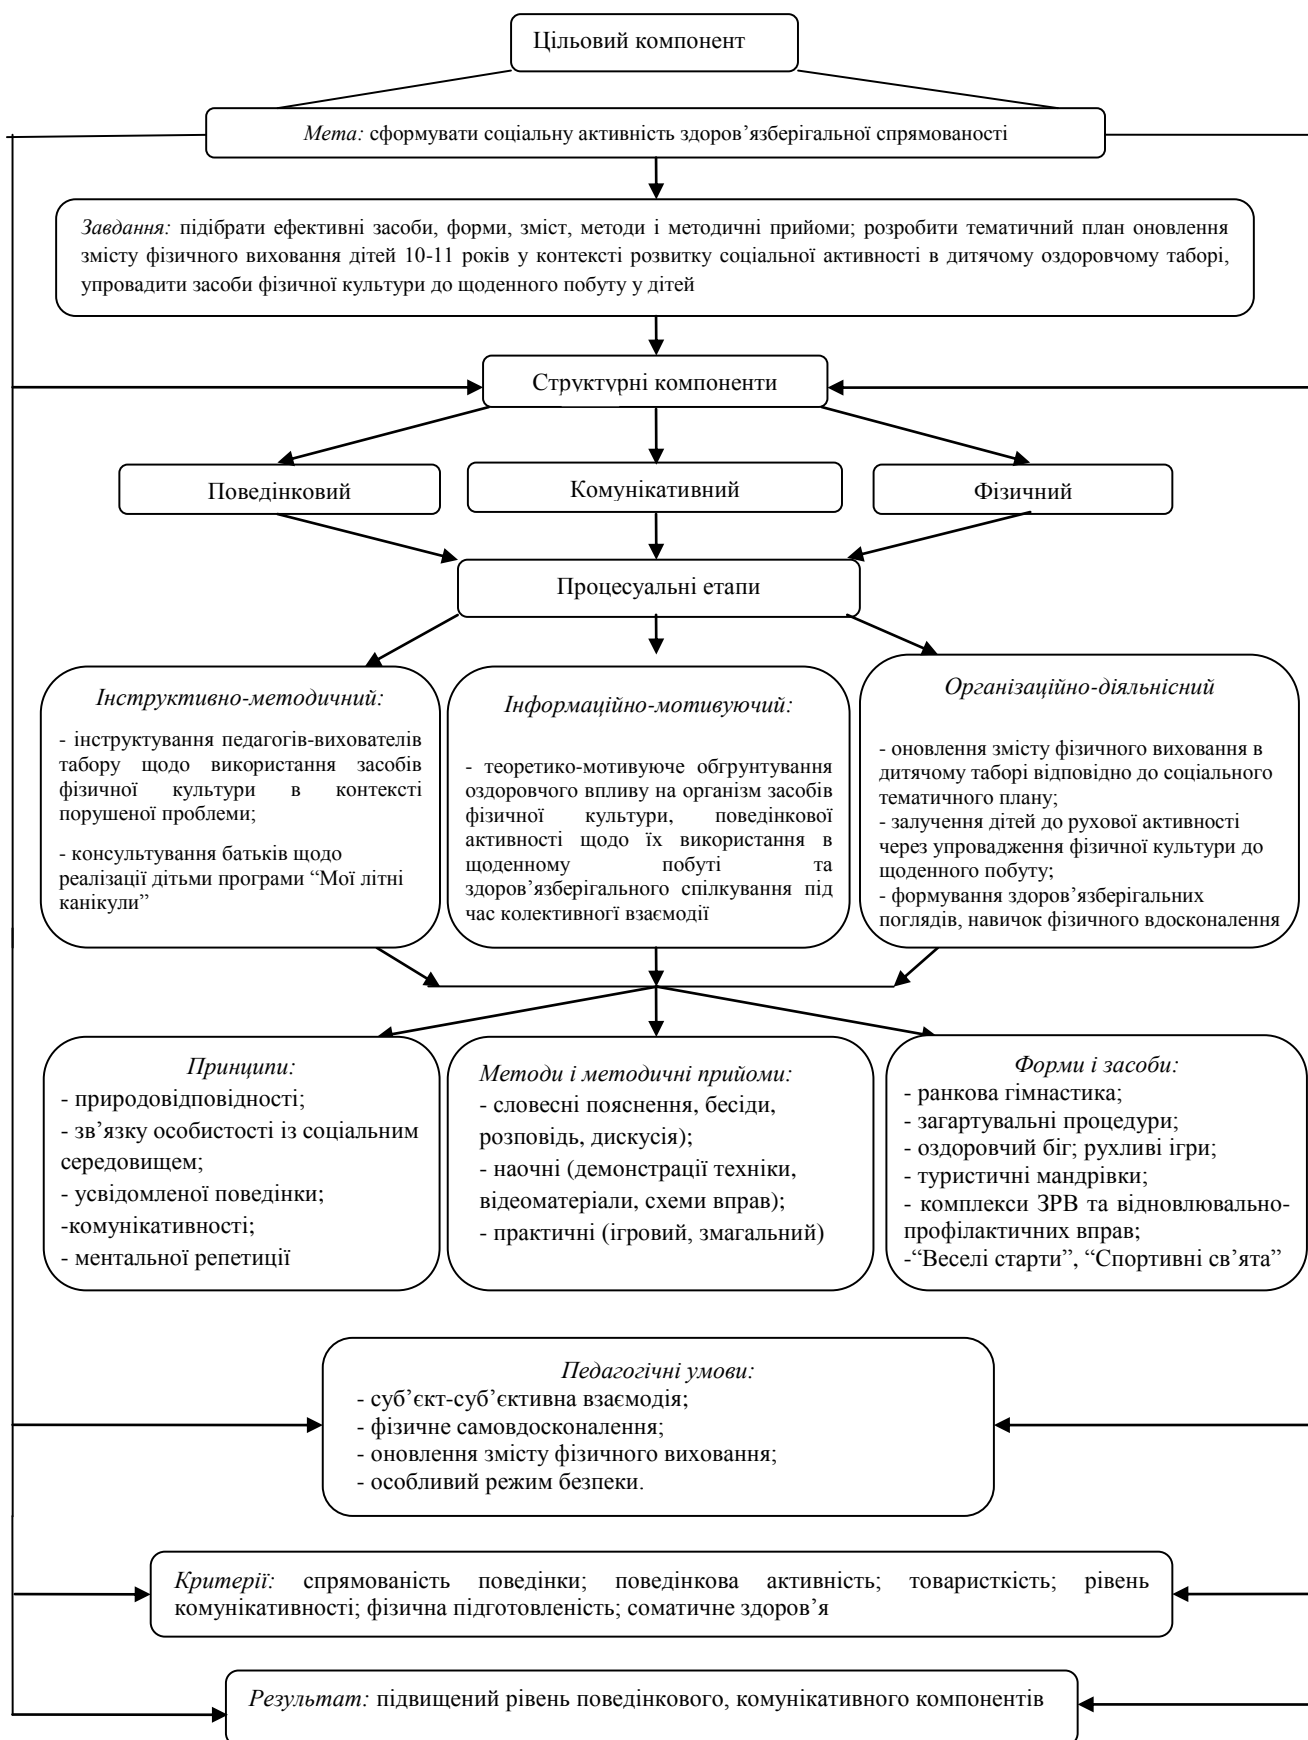 Цільовий компонент
Мета: сформувати соціальну активність здоров’язберігальної спрямованості
Завдання: підібрати ефективні засоби, форми, зміст, методи і методичні прийоми; розробити тематичний план оновлення
змісту фізичного виховання дітей 10-11 років у контексті розвитку соціальної активності в дитячому оздоровчому таборі,
упровадити засоби фізичної культури до щоденного побуту у дітей
Структурні компоненти
Поведінковий
Комунікативний
Фізичний
Процесуальні етапи
Інструктивно-методичний:
- інструктування педагогів-вихователів
табору щодо використання засобів
фізичної культури в контексті
порушеної проблеми;
- консультування батьків щодо
реалізації дітьми програми “Мої літні
канікули”
Інформаційно-мотивуючий:
- теоретико-мотивуюче обгрунтування
оздоровчого впливу на організм засобів
фізичної культури, поведінкової
активності щодо їх використання в
щоденному побуті та
здоров’язберігального спілкування під
час колективної взаємодії
Організаційно-діяльнісний
- оновлення змісту фізичного виховання в
дитячому таборі відповідно до соціального
тематичного плану;
- залучення дітей до рухової активності
через упровадження фізичної культури до
щоденного побуту;
- формування здоров’язберігальних
поглядів, навичок фізичного вдосконалення
Принципи:
- природовідповідності;
- зв’язку особистості із соціальним
середовищем;
- усвідомленої поведінки;
-комунікативності;
- ментальної репетиції
Методи і методичні прийоми:
- словесні пояснення, бесіди,
розповідь, дискусія);
- наочні (демонстрації техніки,
відеоматеріали, схеми вправ);
- практичні (ігровий, змагальний)
Форми і засоби:
- ранкова гімнастика;
- загартувальні процедури;
- оздоровчий біг; рухливі ігри;
- туристичні мандрівки;
- комплекси ЗРВ та відновлювально-
профілактичних вправ;
-“Веселі старти”, “Спортивні св’ята”
Педагогічні умови:
- суб’єкт-суб’єктивна взаємодія;
- фізичне самовдосконалення;
- оновлення змісту фізичного виховання;
- особливий режим безпеки.
Критерії: спрямованість поведінки; поведінкова активність; товаристкість; рівень
комунікативності; фізична підготовленість; соматичне здоров’я
Результат: підвищений рівень поведінкового, комунікативного компонентів